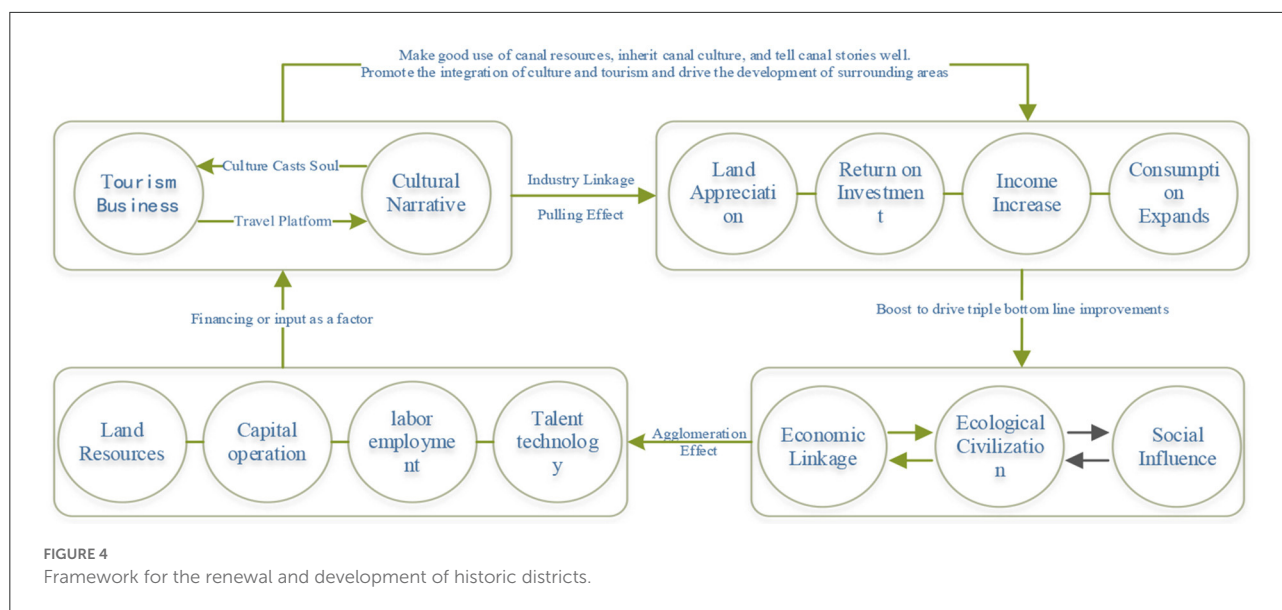 Make good use of canal resources, inherit canal culture, and tell canal stories well.
Promote the integration of culture and tourism and drive the development of surrounding areas
Tourism
Business
Culture Casts Soul
Travel Platform
Cultural
Narrative
Industry Linkage
Pulling Effect
Land
Appreciati
on
Return on
Investmen
t
Income
Increase
Consumpti
on
Expands
Financing or input as a factor
Boost to drive triple bottom line improvements
Land
Resources
Capital
operation
labor
employme
nt
Talent
technolog
y
Agglomeration
Effect
Economic
Linkage
Ecological
Civilizatio
n
Social
Influence
FIGURE 4
Framework for the renewal and development of historic districts.